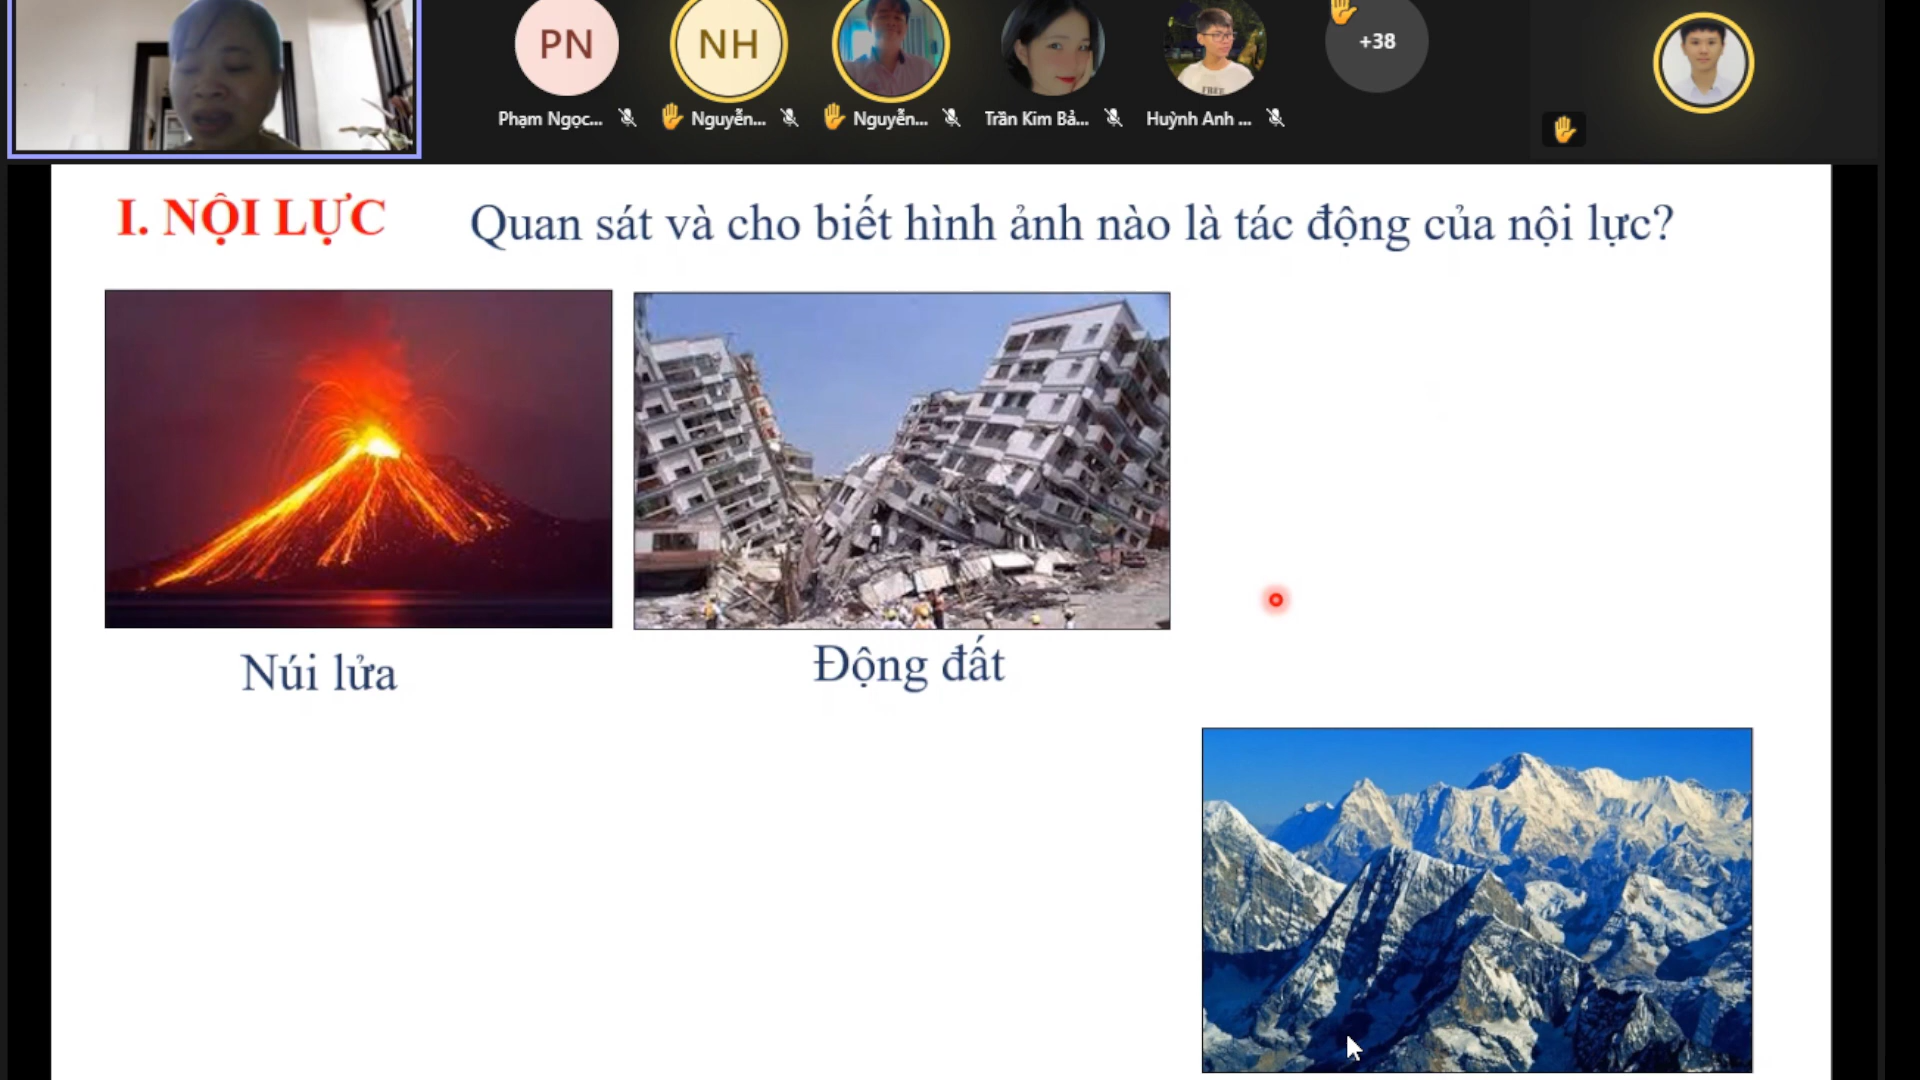 PN
NH
+38
Phạm Ngọc...
Nguyễn...
Nguyễn...
Trần Kim Bả...
Huỳnh Anh ...
I. NỘI LỰC
Quan sát và cho biết hình ảnh nào là tác động của nội lực?
Núi lửa
Động đất